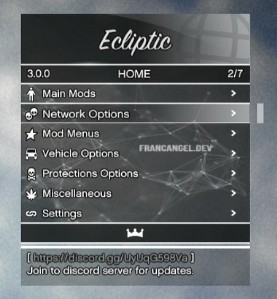 Ecliptic
3.0.0 HOME 2/7
Main Mods >
Network Options >
Mod Menus >
FRANCANGEL.DEV
Vehicle Options >
Protections Options >
Miscellaneous >
Settings >
[ https://discord.gg/UyUqG598Va ]
Join to discord server for updates.